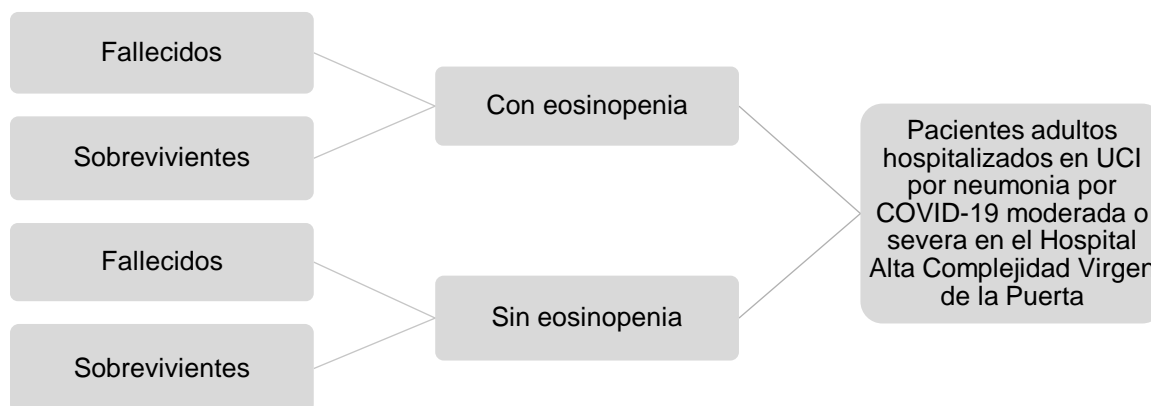 Fallecidos
Sobrevivientes
Fallecidos
Sobrevivientes
Con eosinopenia
Sin eosinopenia
Pacientes adultos
hospitalizados en UCI
por neumonia por
COVID-19 moderada o
severa en el Hospital
Alta Complejidad Virgen
de la Puerta